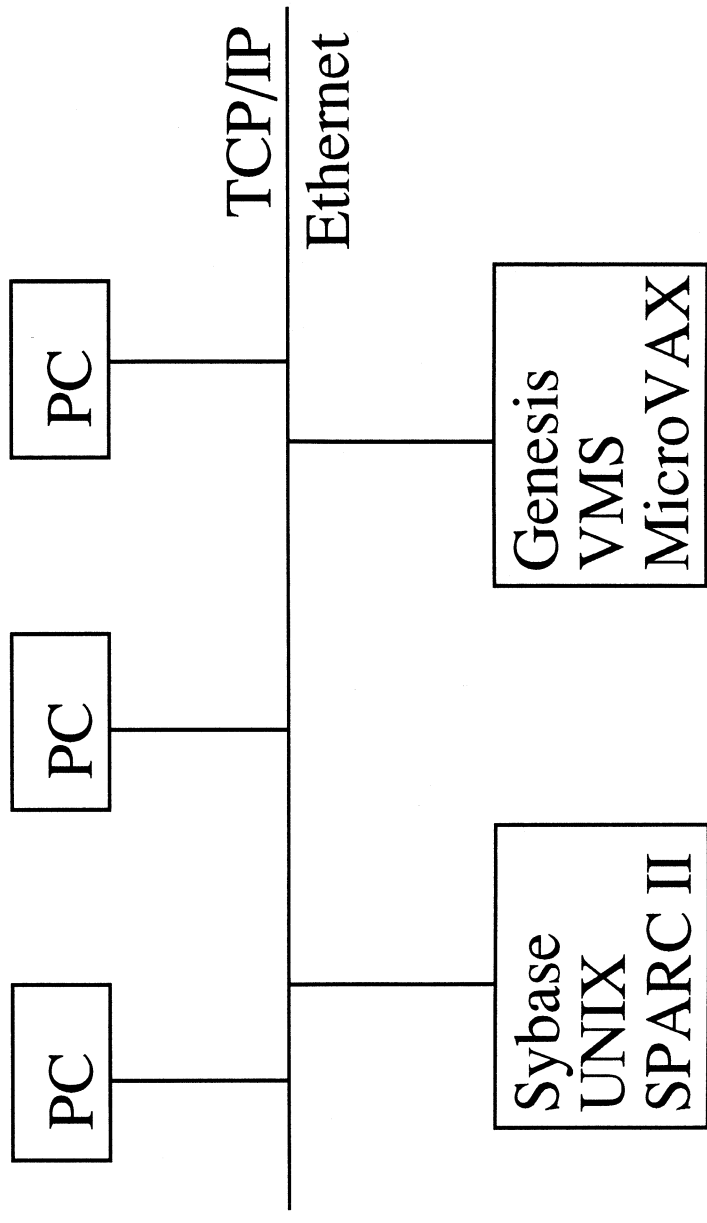 PC
PC
PC
TCP/IP
Ethernet
Sybase
UNIX
SPARC II
Genesis
VMS
MicroVAX